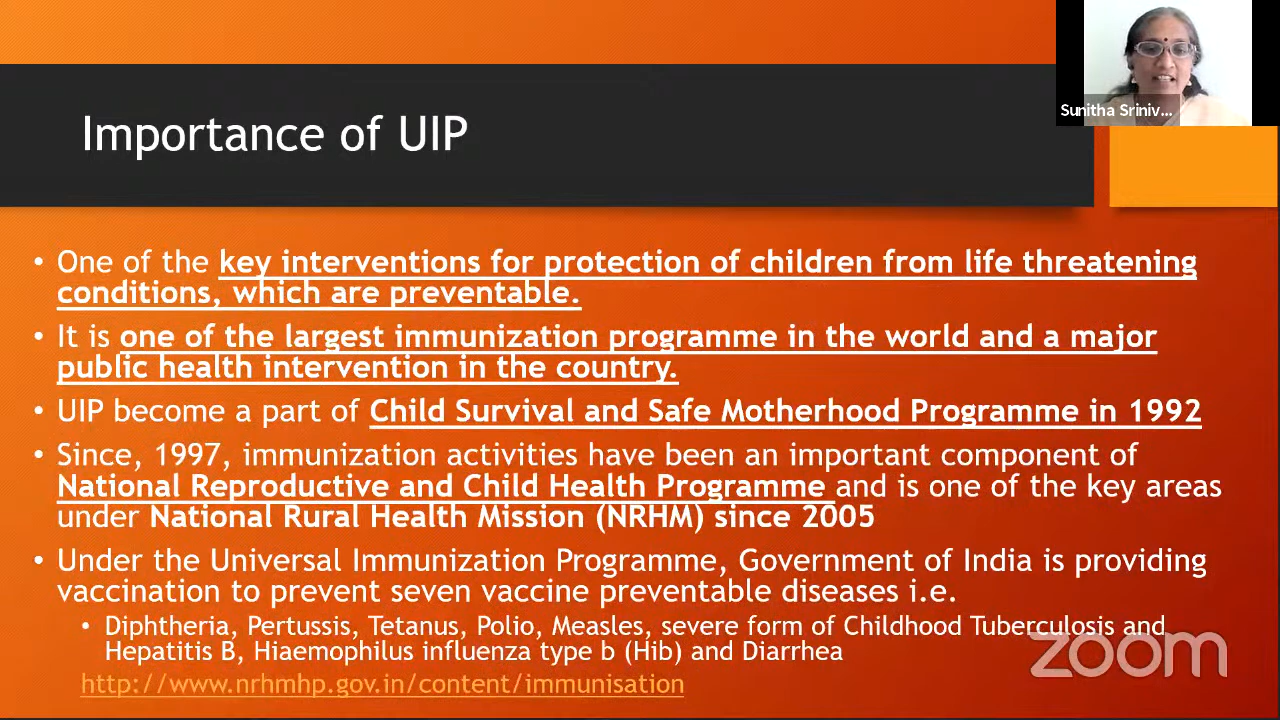 Sunitha Sriniv...
Importance of UIP
• One of the key interventions for protection of children from life threatening
conditions, which are preventable.
• It is one of the largest immunization programme in the world and a major
public health intervention in the country.
• UIP become a part of Child Survival and Safe Motherhood Programme in 1992
• Since, 1997, immunization activities have been an important component of
National Reproductive and Child Health Programme and is one of the key areas
under National Rural Health Mission (NRHM) since 2005
• Under the Universal Immunization Programme, Government of India is providing
vaccination to prevent seven vaccine preventable diseases i.e.
• Diphtheria, Pertussis, Tetanus, Polio, Measles, severe form of Childhood Tuberculosis and
Hepatitis B, Hiaemophilus influenza type b (Hib) and Diarrhea
http://www.nrhmhp.gov.in/content/immunisation
zoom